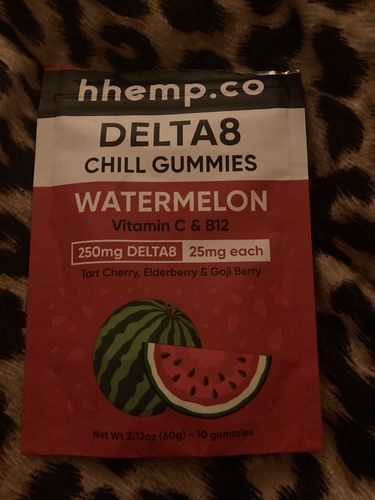 hhemp.co
DELTA8
CHILL GUMMIES
WATERMELON
Vitamin C & B12
250mg DELTA8 25mg each
Tart Cherry, Elderberry & Goji Berry
Net Wt 2.12oz (60g) - 10 gummies